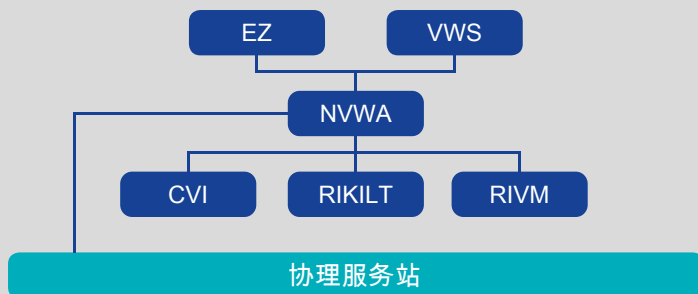 EZ
VWS
NVWA
CVI
RIKILT
RIVM
协理服务站